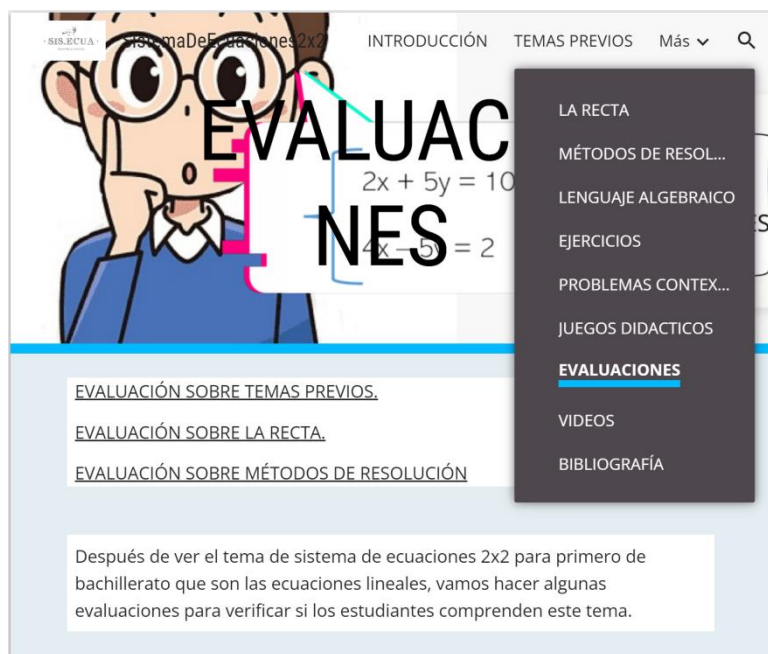 SIS.ECUA
SistemaDeEcuaciones2x2
INTRODUCCIÓN
TEMAS PREVIOS
Más
EVALUAC
NES
2x + 5y = 10
4x – 5y = 2
ES
LA RECTA
MÉTODOS DE RESOL...
LENGUAJE ALGEBRAICO
EJERCICIOS
PROBLEMAS CONTEX...
JUEGOS DIDACTICOS
EVALUACIONES
VIDEOS
BIBLIOGRAFÍA
EVALUACIÓN SOBRE TEMAS PREVIOS.
EVALUACIÓN SOBRE LA RECTA.
EVALUACIÓN SOBRE MÉTODOS DE RESOLUCIÓN
Después de ver el tema de sistema de ecuaciones 2x2 para primero de
bachillerato que son las ecuaciones lineales, vamos hacer algunas
evaluaciones para verificar si los estudiantes comprenden este tema.